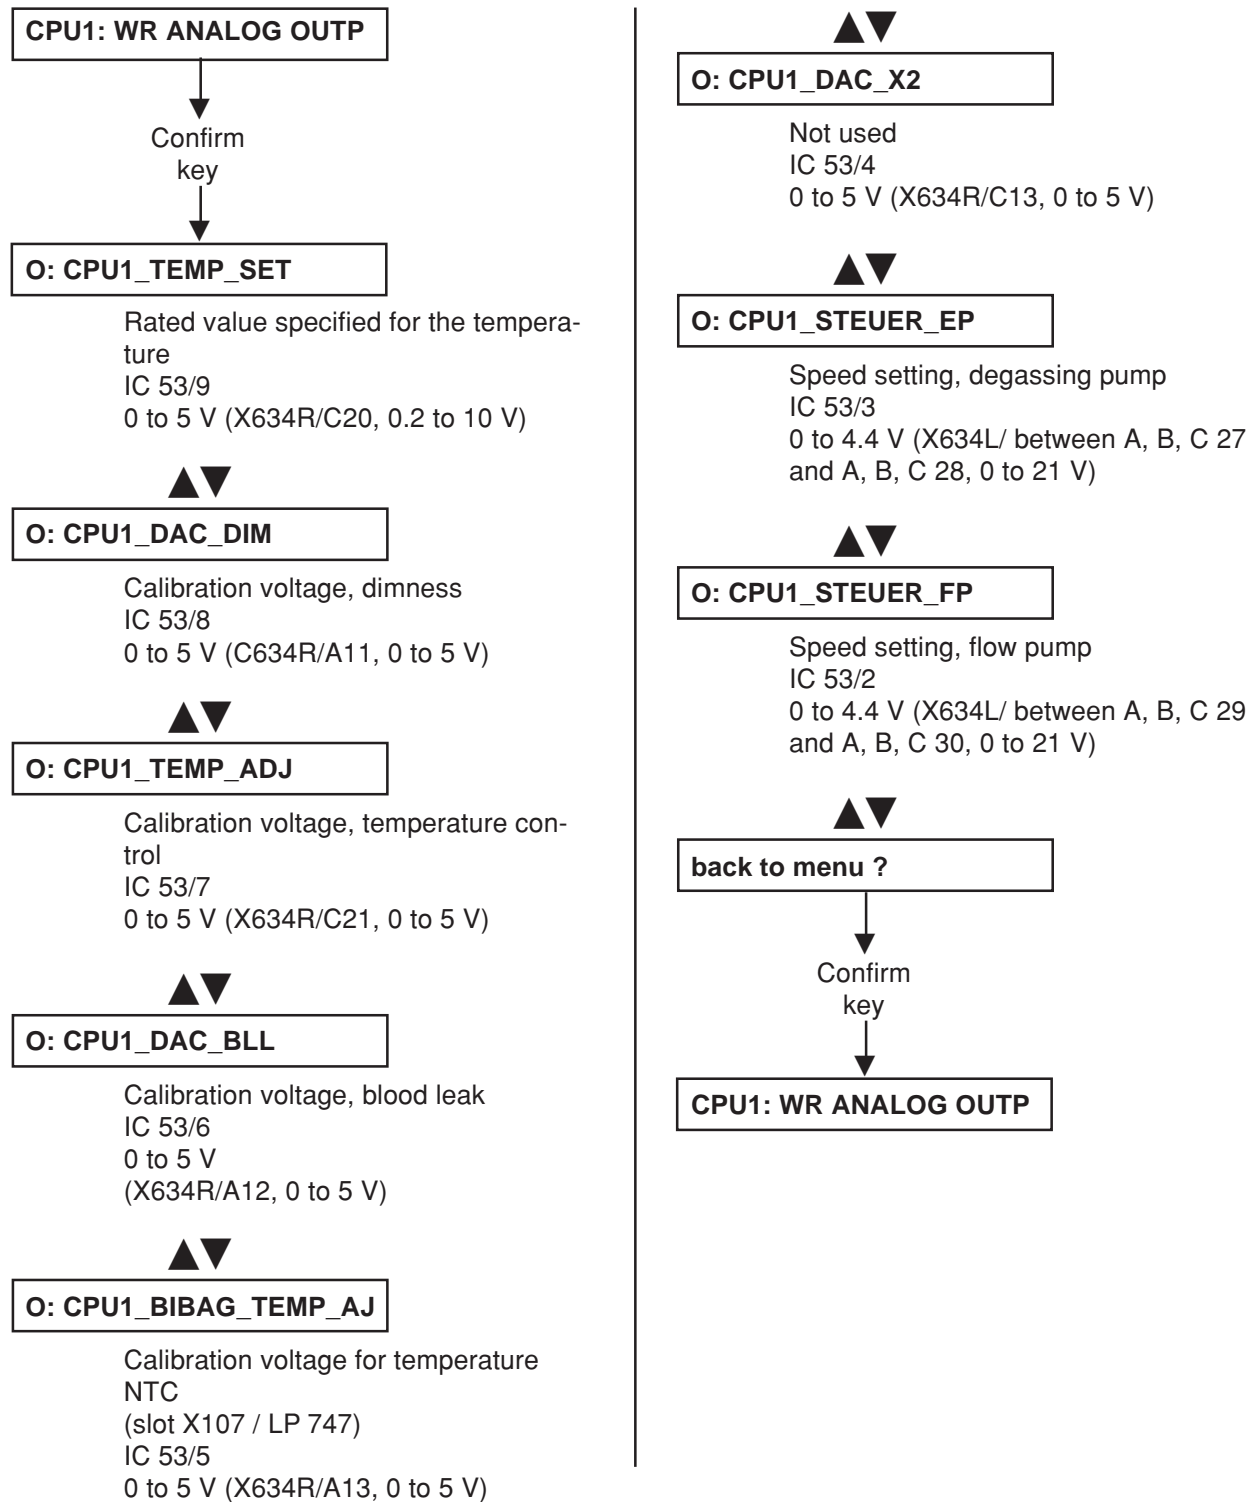 CPU1: WR ANALOG OUTP
Confirm
key
O: CPU1_TEMP_SET
Rated value specified for the tempera-
ture
IC 53/9
0 to 5 V (X634R/C20, 0.2 to 10 V)
▲▼
O: CPU1_DAC_DIM
Calibration voltage, dimness
IC 53/8
0 to 5 V (C634R/A11, 0 to 5 V)
▲▼
O: CPU1_TEMP_ADJ
Calibration voltage, temperature con-
trol
IC 53/7
0 to 5 V (X634R/C21, 0 to 5 V)
▲▼
O: CPU1_DAC_BLL
Calibration voltage, blood leak
IC 53/6
0 to 5 V
(X634R/A12, 0 to 5 V)
▲▼
O: CPU1_BIBAG_TEMP_AJ
Calibration voltage for temperature
NTC
(slot X107 / LP 747)
IC 53/5
0 to 5 V (X634R/A13, 0 to 5 V)
▲▼
O: CPU1_DAC_X2
Not used
IC 53/4
0 to 5 V (X634R/C13, 0 to 5 V)
▲▼
O: CPU1_STEUER_EP
Speed setting, degassing pump
IC 53/3
0 to 4.4 V (X634L/ between A, B, C 27
and A, B, C 28, 0 to 21 V)
▲▼
O: CPU1_STEUER_FP
Speed setting, flow pump
IC 53/2
0 to 4.4 V (X634L/ between A, B, C 29
and A, B, C 30, 0 to 21 V)
▲▼
back to menu ?
Confirm
key
CPU1: WR ANALOG OUTP